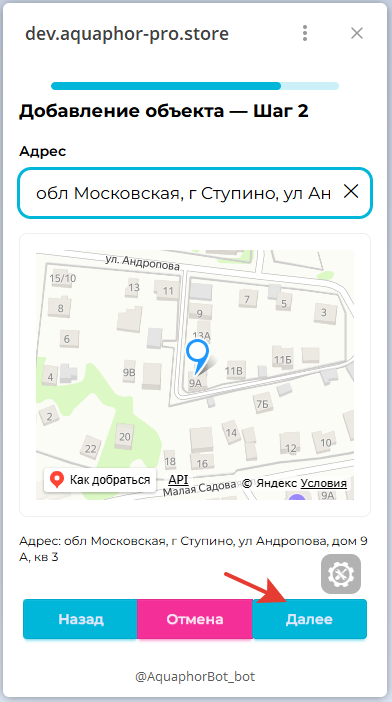 dev.aquaphor-pro.store
Добавление объекта — Шаг 2
Адрес
обл Московская, г Ступино, ул Ан
ул. Андропова
15/10
13
11
7
5
3
8
9
13А
6
11Б
9В
11В
9А
4
7Б
2
20
22
14
10
12
18
16
Как добраться
API
© Яндекс Условия
Малая Садова
Адрес: обл Московская, г Ступино, ул Андропова, дом 9
А, кв 3
Назад
Отмена
Далее
@AquaphorBot_bot